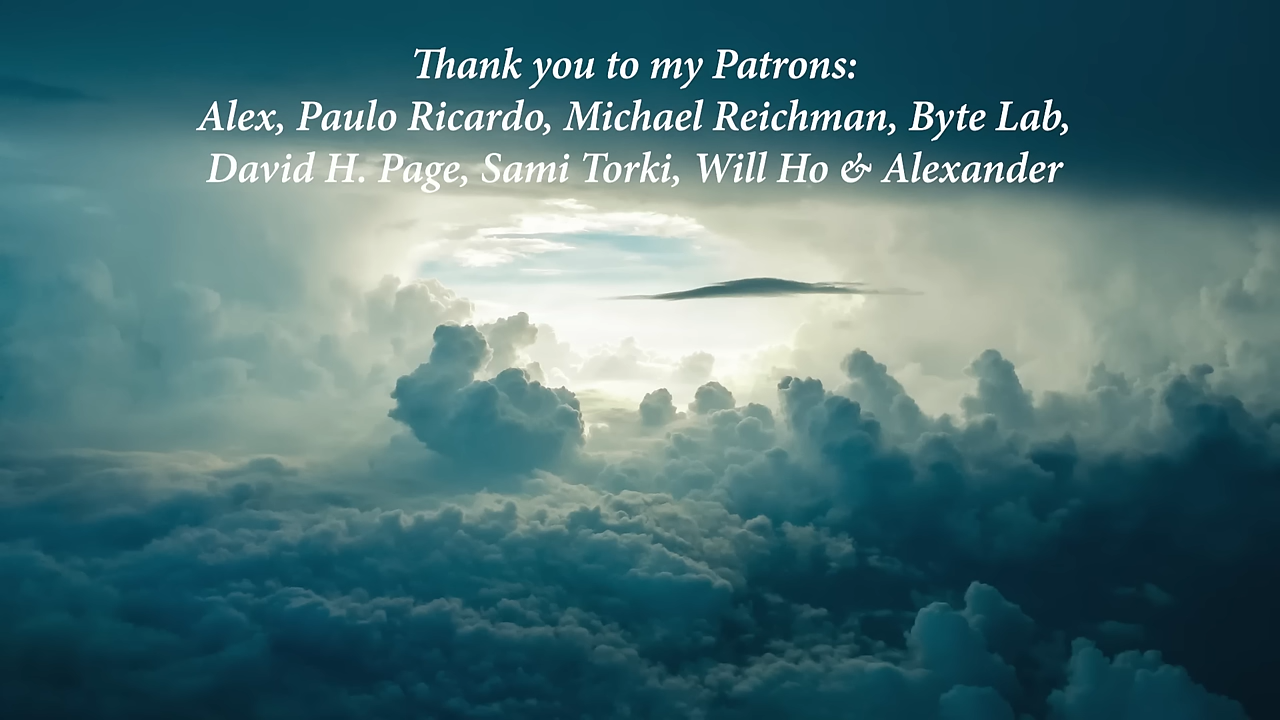 Thank you to my Patrons:
Alex, Paulo Ricardo, Michael Reichman, Byte Lab,
David H. Page, Sami Torki, Will Ho & Alexander